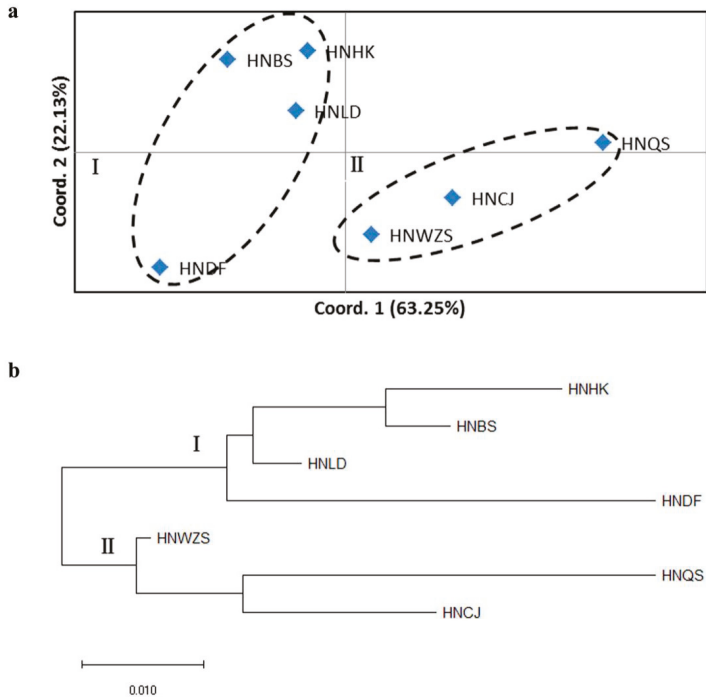 a
HNBS
HNHK
HNLD
HNQS
I
II
HNCJ
HNWZS
HNDF
Coord. 2 (22.13%)
Coord. 1 (63.25%)
b
HNHK
HNBS
I
HNLD
HNDF
II
HNWZS
HNQS
HNCJ
0.010